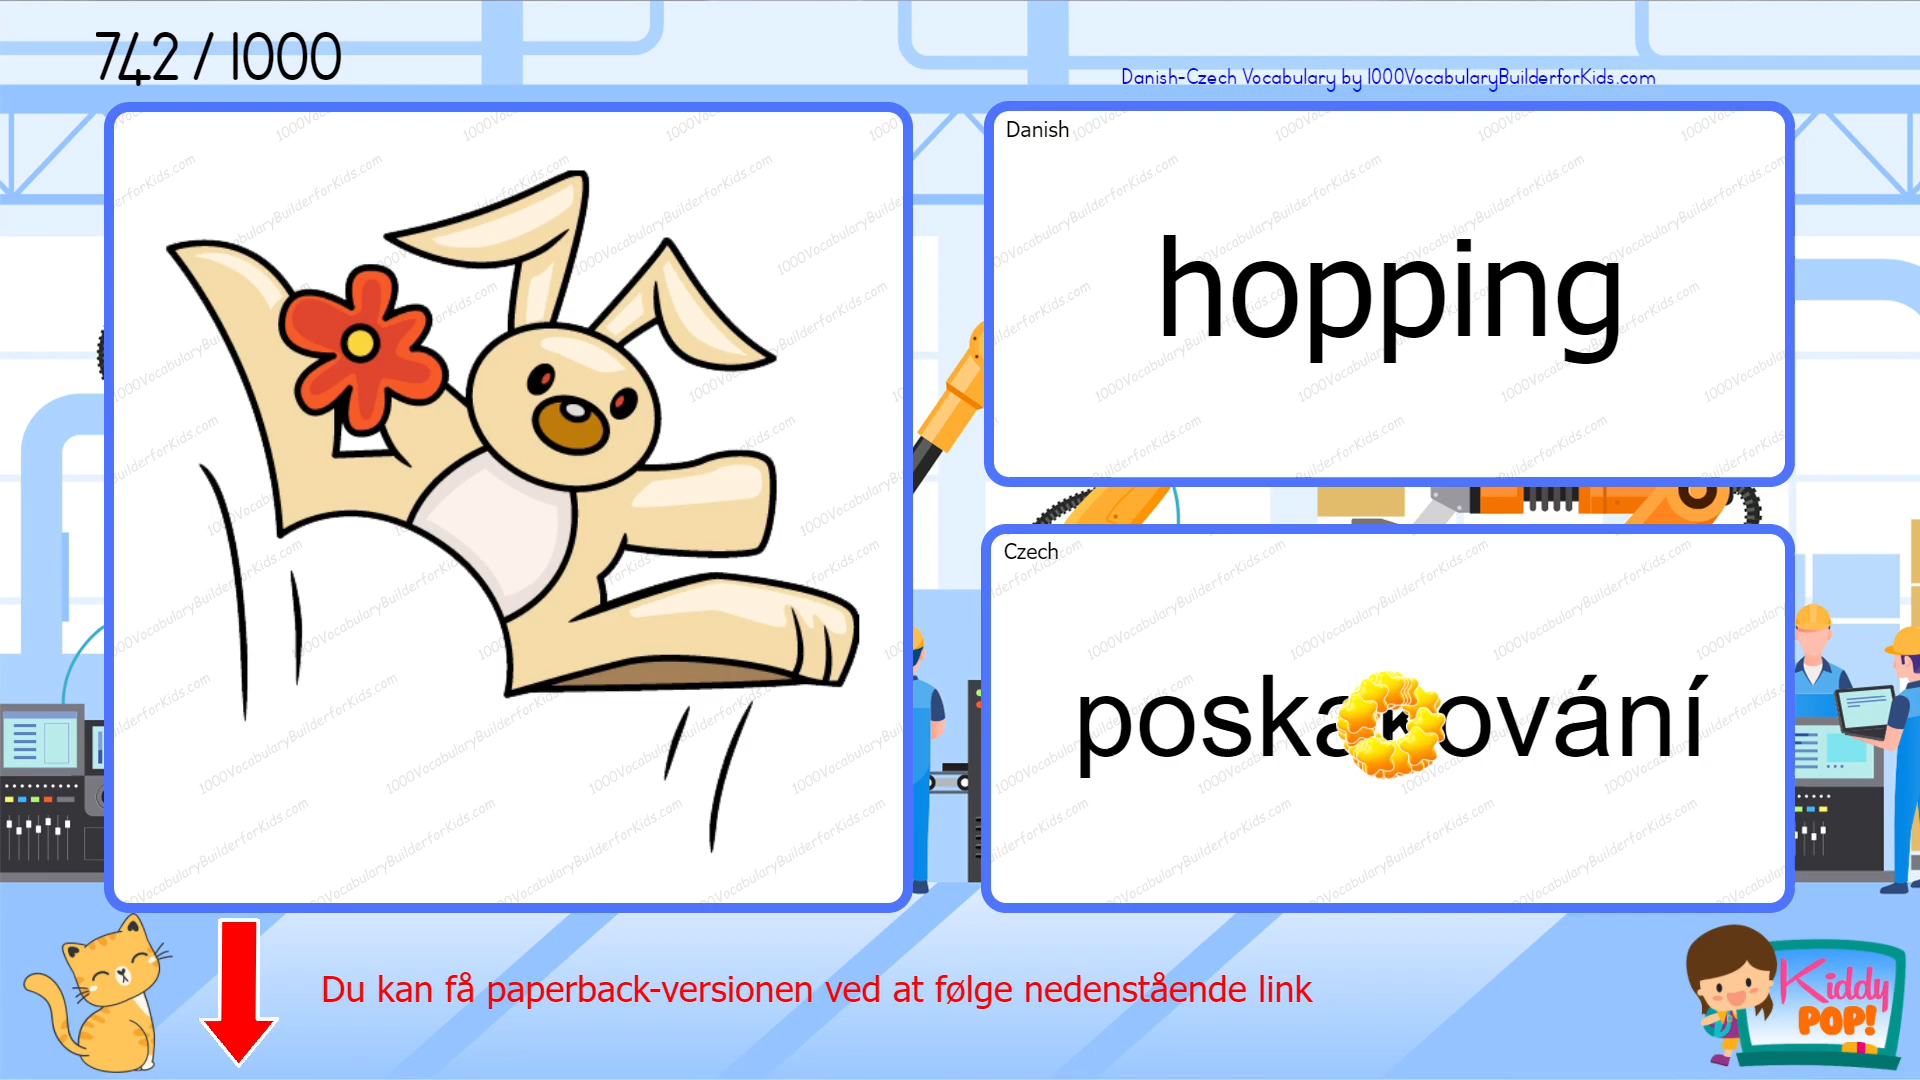 742 / 1000
Danish-Czech Vocabulary by 1000VocabularyBuilderforKids.com
Danish
hopping
Czech
poskakování
Du kan få paperback-versionen ved at følge nedenstående link
Kiddy
POP!